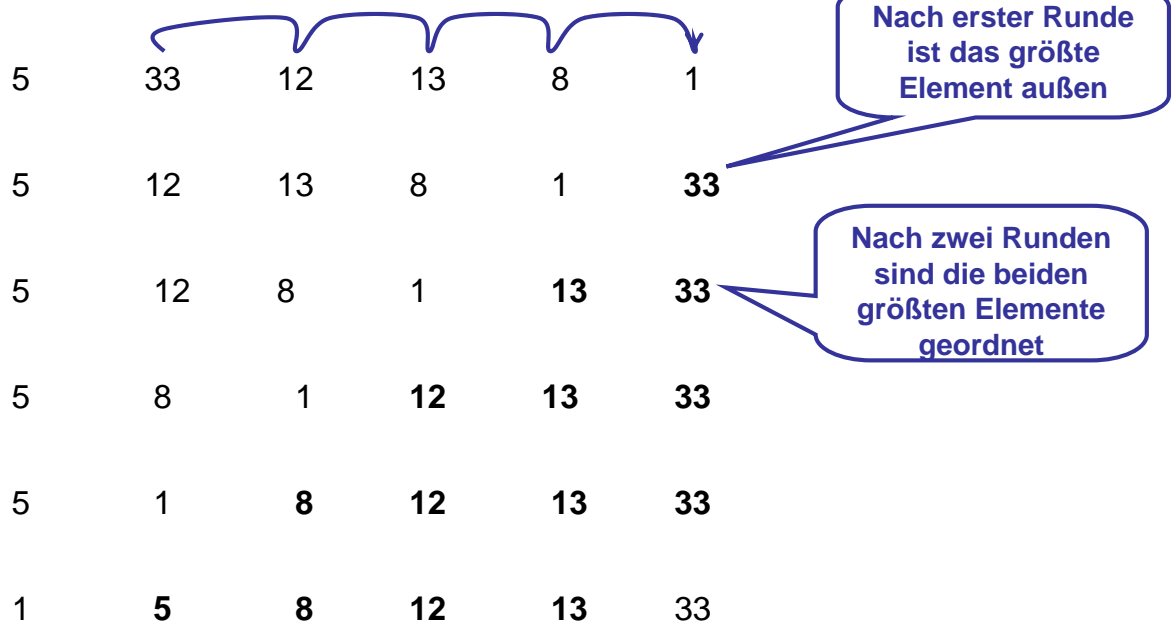 Nach erster Runde
ist das größte
Element außen
5 33 12 13 8 1
5 12 13 8 1 33
Nach zwei Runden
sind die beiden
größten Elemente
geordnet
5 12 8 1 13 33
5 8 1 12 13 33
5 1 8 12 13 33
1 5 8 12 13 33